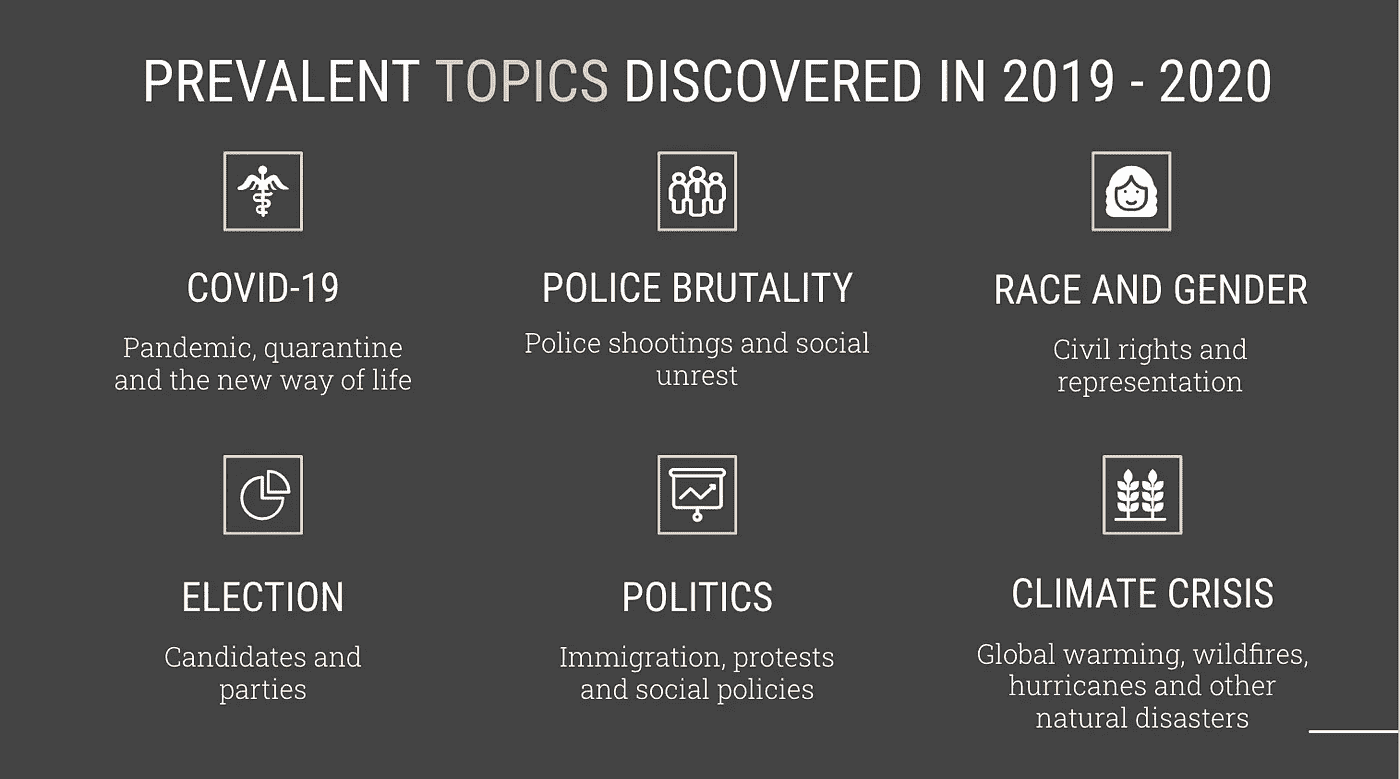 PREVALENT TOPICS DISCOVERED IN 2019 - 2020
COVID-19
Pandemic, quarantine
and the new way of life
POLICE BRUTALITY
Police shootings and social
unrest
RACE AND GENDER
Civil rights and
representation
ELECTION
Candidates and
parties
POLITICS
Immigration, protests
and social policies
CLIMATE CRISIS
Global warming, wildfires,
hurricanes and other
natural disasters